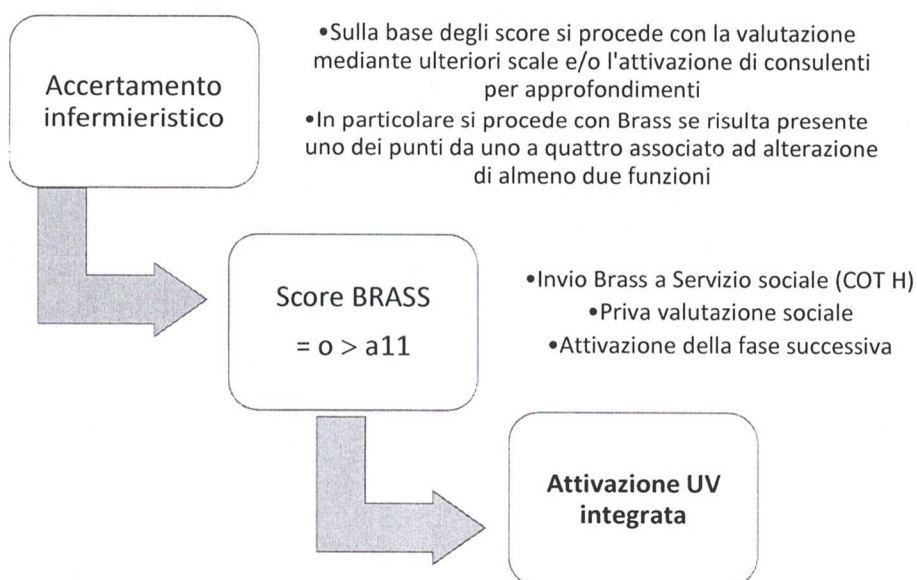 Accertamento
infermieristico
•Sulla base degli score si procede con la valutazione
mediante ulteriori scale e/o l'attivazione di consulenti
per approfondimenti
•In particolare si procede con Brass se risulta presente
uno dei punti da uno a quattro associato ad alterazione
di almeno due funzioni
Score BRASS
= o > a11
•Invio Brass a Servizio sociale (COT H)
•Priva valutazione sociale
•Attivazione della fase successiva
Attivazione UV
integrata